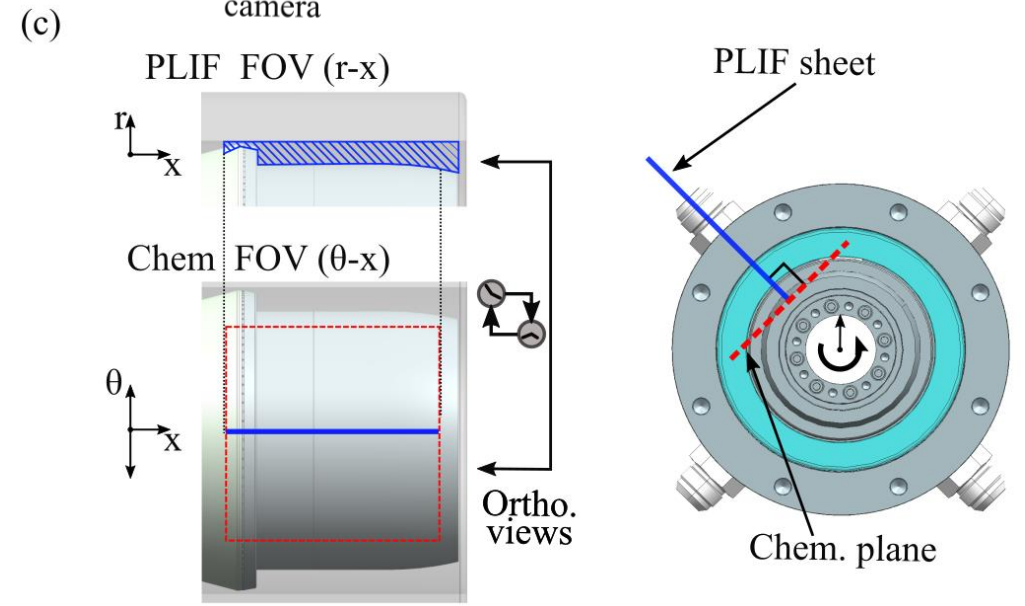 camera
(c)
PLIF FOV (r-x)
PLIF sheet
r
x
Chem FOV (θ-x)
θ
x
Ortho.
views
Chem. plane